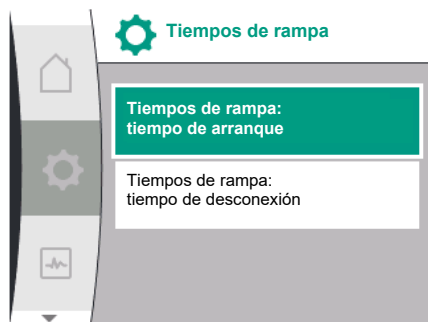 Tiempos de rampa
Tiempos de rampa:
tiempo de arranque
Tiempos de rampa:
tiempo de desconexión